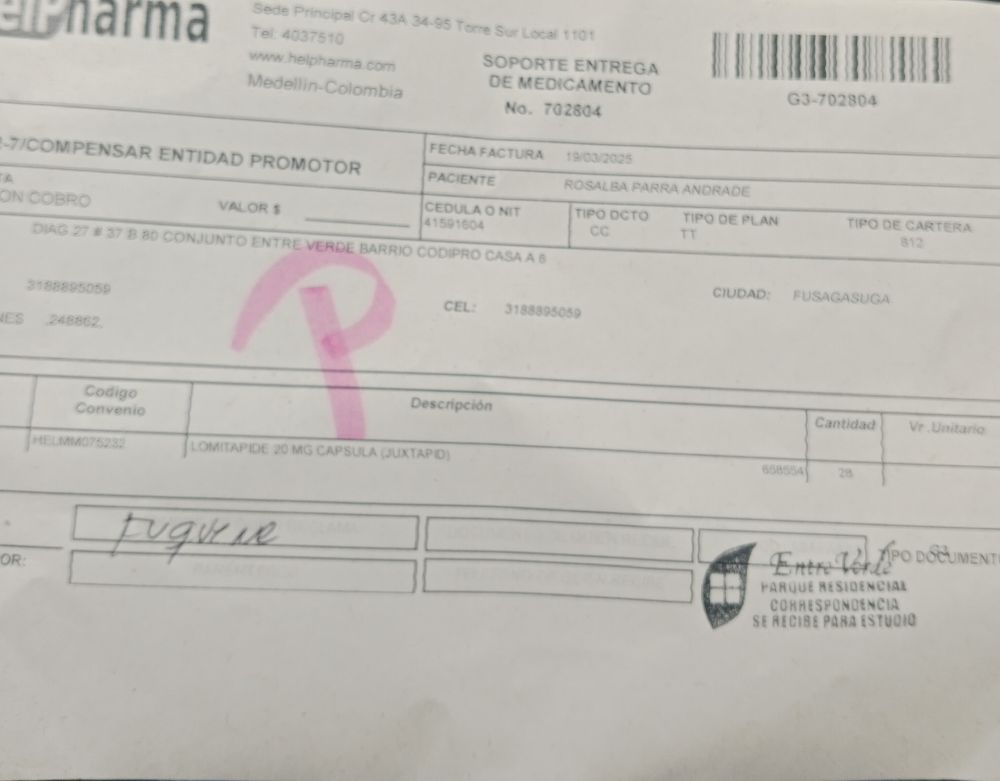 elPharma
Sede Principal Cr 43A 34-95 Torre Sur Local 1101
Tel: 4037510
www.helpharma.com
Medellín-Colombia
SOPORTE ENTREGA
DE MEDICAMENTO
No. 702804
G3-702804
-7/COMPENSAR ENTIDAD PROMOTOR
FECHA FACTURA 19/03/2025
PACIENTE ROSALBA PARRA ANDRADE
TA
ON COBRO VALOR $
CEDULA O NIT TIPO DCTO TIPO DE PLAN TIPO DE CARTERA
41591604 CC TT 812
DIAG 27 # 37 B 80 CONJUNTO ENTRE VERDE BARRIO CODIPRO CASA A 6
3188895059 CEL: 3188895059 CIUDAD: FUSAGASUGA
NES .248862,
P
Codigo Convenio Descripción Cantidad Vr.Unitario
HELMM075232 LOMITAPIDE 20 MG CAPSULA (JUXTAPID) 658554 28
OR:
TIPO DOCUMENT
Entre Verde
PARQUE RESIDENCIAL
CORRESPONDENCIA
SE RECIBE PARA ESTUDIO